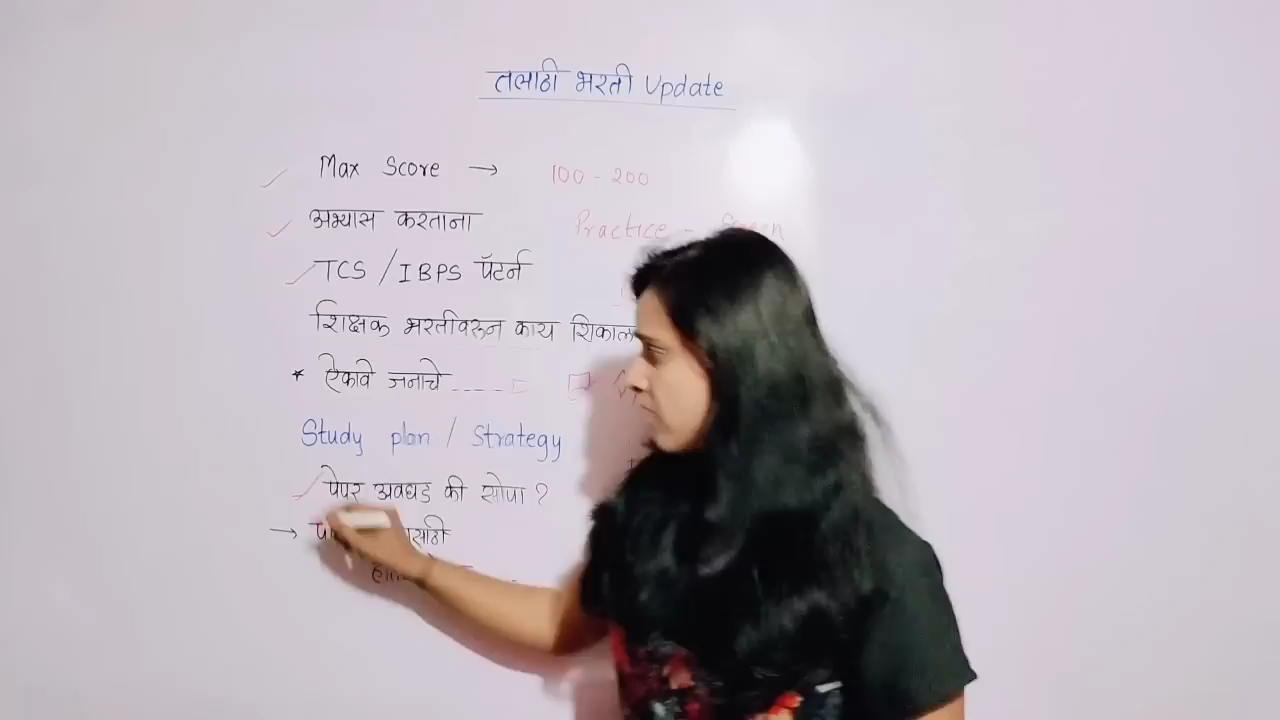 तलाठी भरती Update
Max Score → 100 - 200
अभ्यास करताना Practice - Screen
TCS / IBPS पॅटर्न
शिक्षक भरतीवरून काय
* ऐकावे जनाचे ----
Study plan / Strategy
पेपर अवघड की सोपा ?
→